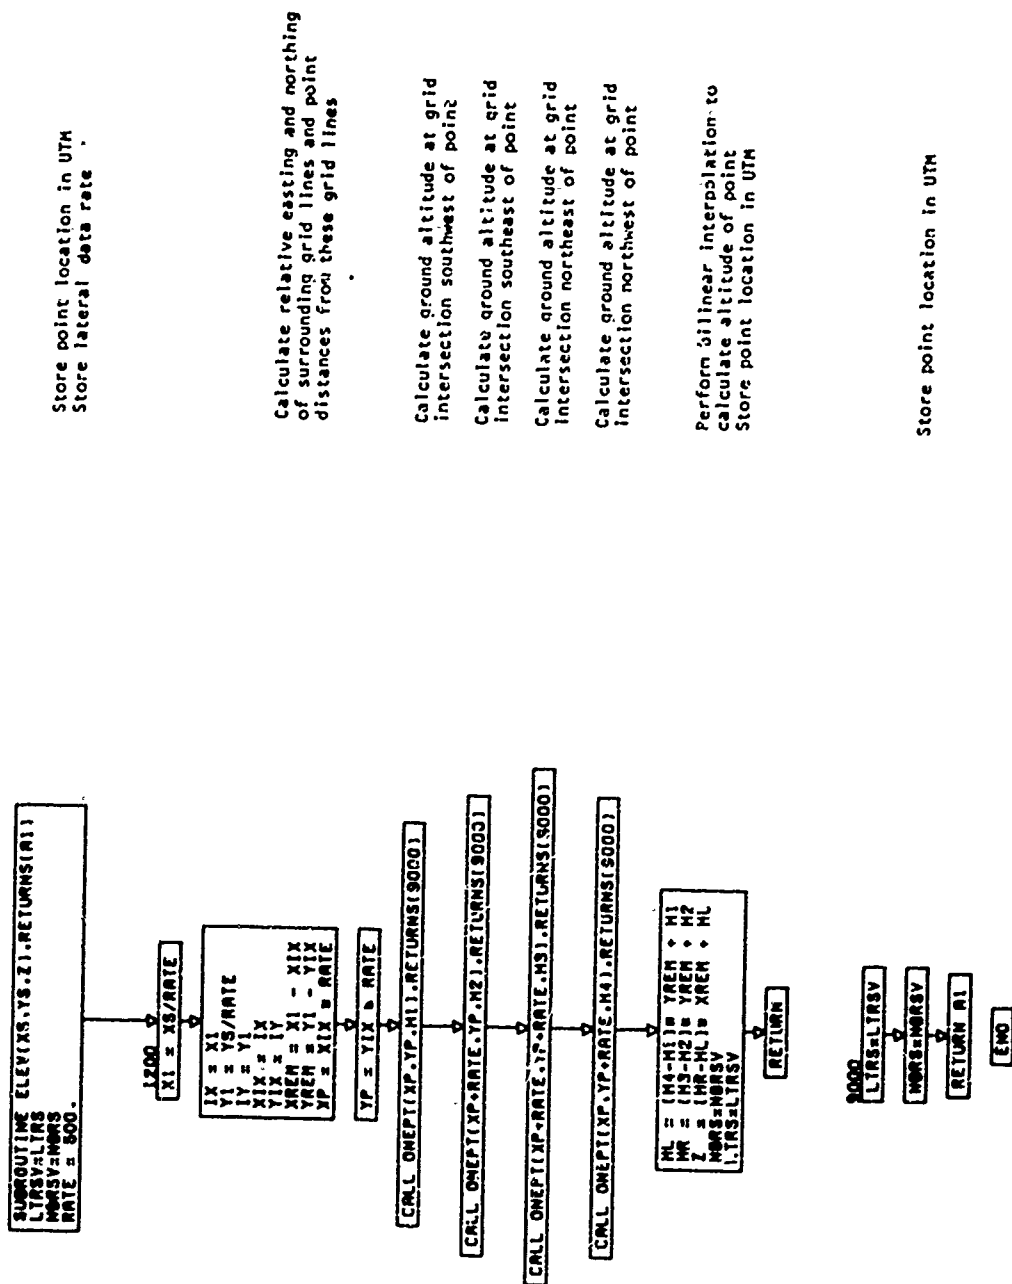 SUBROUTINE ELEV(XS,YS,Z),RETURNS(A1)
LTRSV=LTRS
NBRSV=NBRS
RATE = 500.
1200
X1 = XS/RATE
IX = X1
Y1 = YS/RATE
IY = Y1
XIX = IX
YIX = IY
XREM = X1 - XIX
YREM = Y1 - YIX
XP = XIX * RATE
YP = YIX * RATE
CALL ONEPT(XP,YP,H1),RETURNS(9000)
CALL ONEPT(XP+RATE,YP,H2),RETURNS(9000)
CALL ONEPT(XP+RATE,YP+RATE,H3),RETURNS(9000)
CALL ONEPT(XP,YP+RATE,H4),RETURNS(9000)
HL = (H4-H1)* YREM + H1
HR = (H3-H2)* YREM + H2
Z = (HR-HL)* XREM + HL
NBRS=NBRSV
LTRS=LTRSV
RETURN
9000
LTRS=LTRSV
NBRS=NBRSV
RETURN A1
END
Store point location in UTM
Store lateral data rate
Calculate relative easting and northing
of surrounding grid lines and point
distances from these grid lines
Calculate ground altitude at grid
intersection southwest of point
Calculate ground altitude at grid
intersection southeast of point
Calculate ground altitude at grid
intersection northeast of point
Calculate ground altitude at grid
intersection northwest of point
Perform bilinear interpolation to
calculate altitude of point
Store point location in UTM
Store point location in UTM